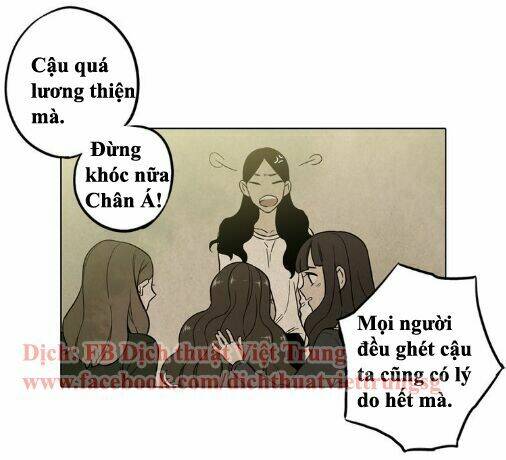 Cậu quá
lương thiện
mà.
Đừng
khóc nữa
Chân Á!
Mọi người
đều ghét cậu
ta cũng có lý
do hết mà.
Dịch: FB Dịch thuật Việt Trung
www.facebook.com/dichthuatviettrungsg